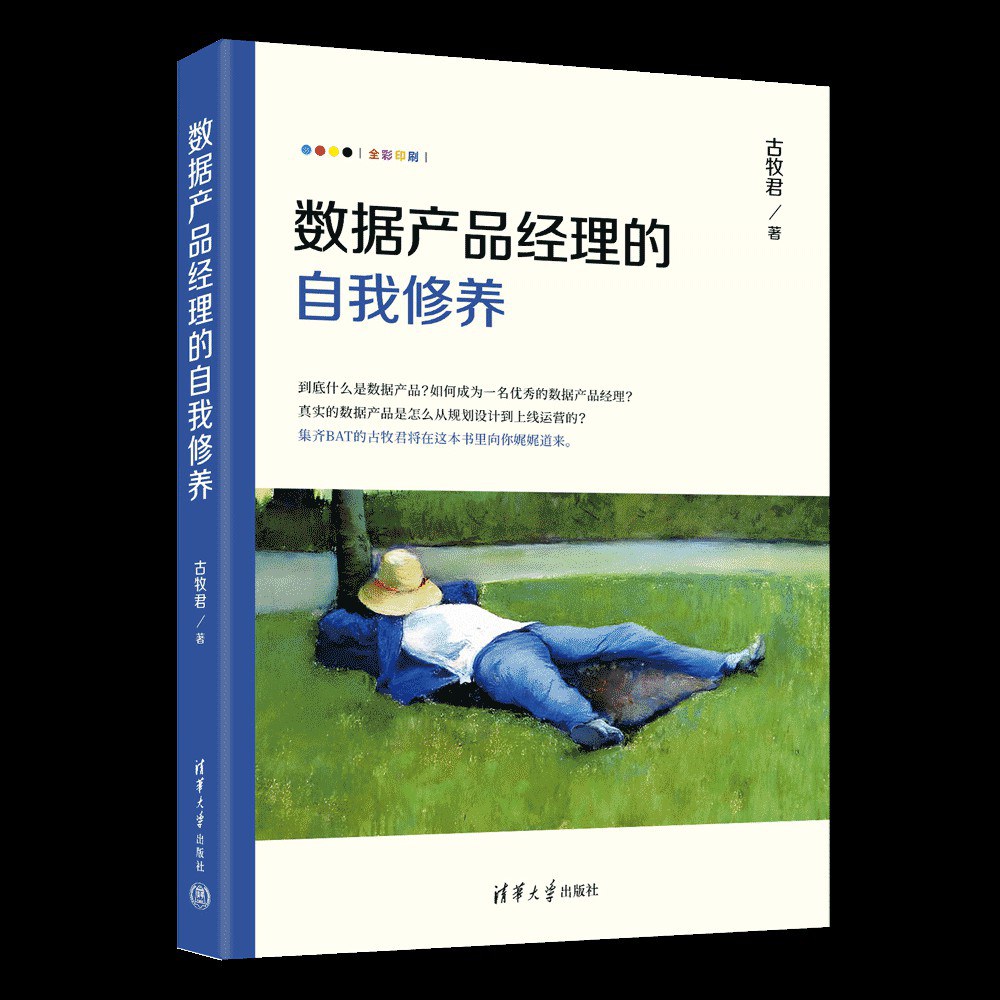 数据产品经理的自我修养
古牧君／著
清华大学出版社
｜全彩印刷｜
古牧君／著
数据产品经理的
自我修养
到底什么是数据产品？如何成为一名优秀的数据产品经理？
真实的数据产品是怎么从规划设计到上线运营的？
集齐BAT的古牧君将在这本书里向你娓娓道来。
清华大学出版社